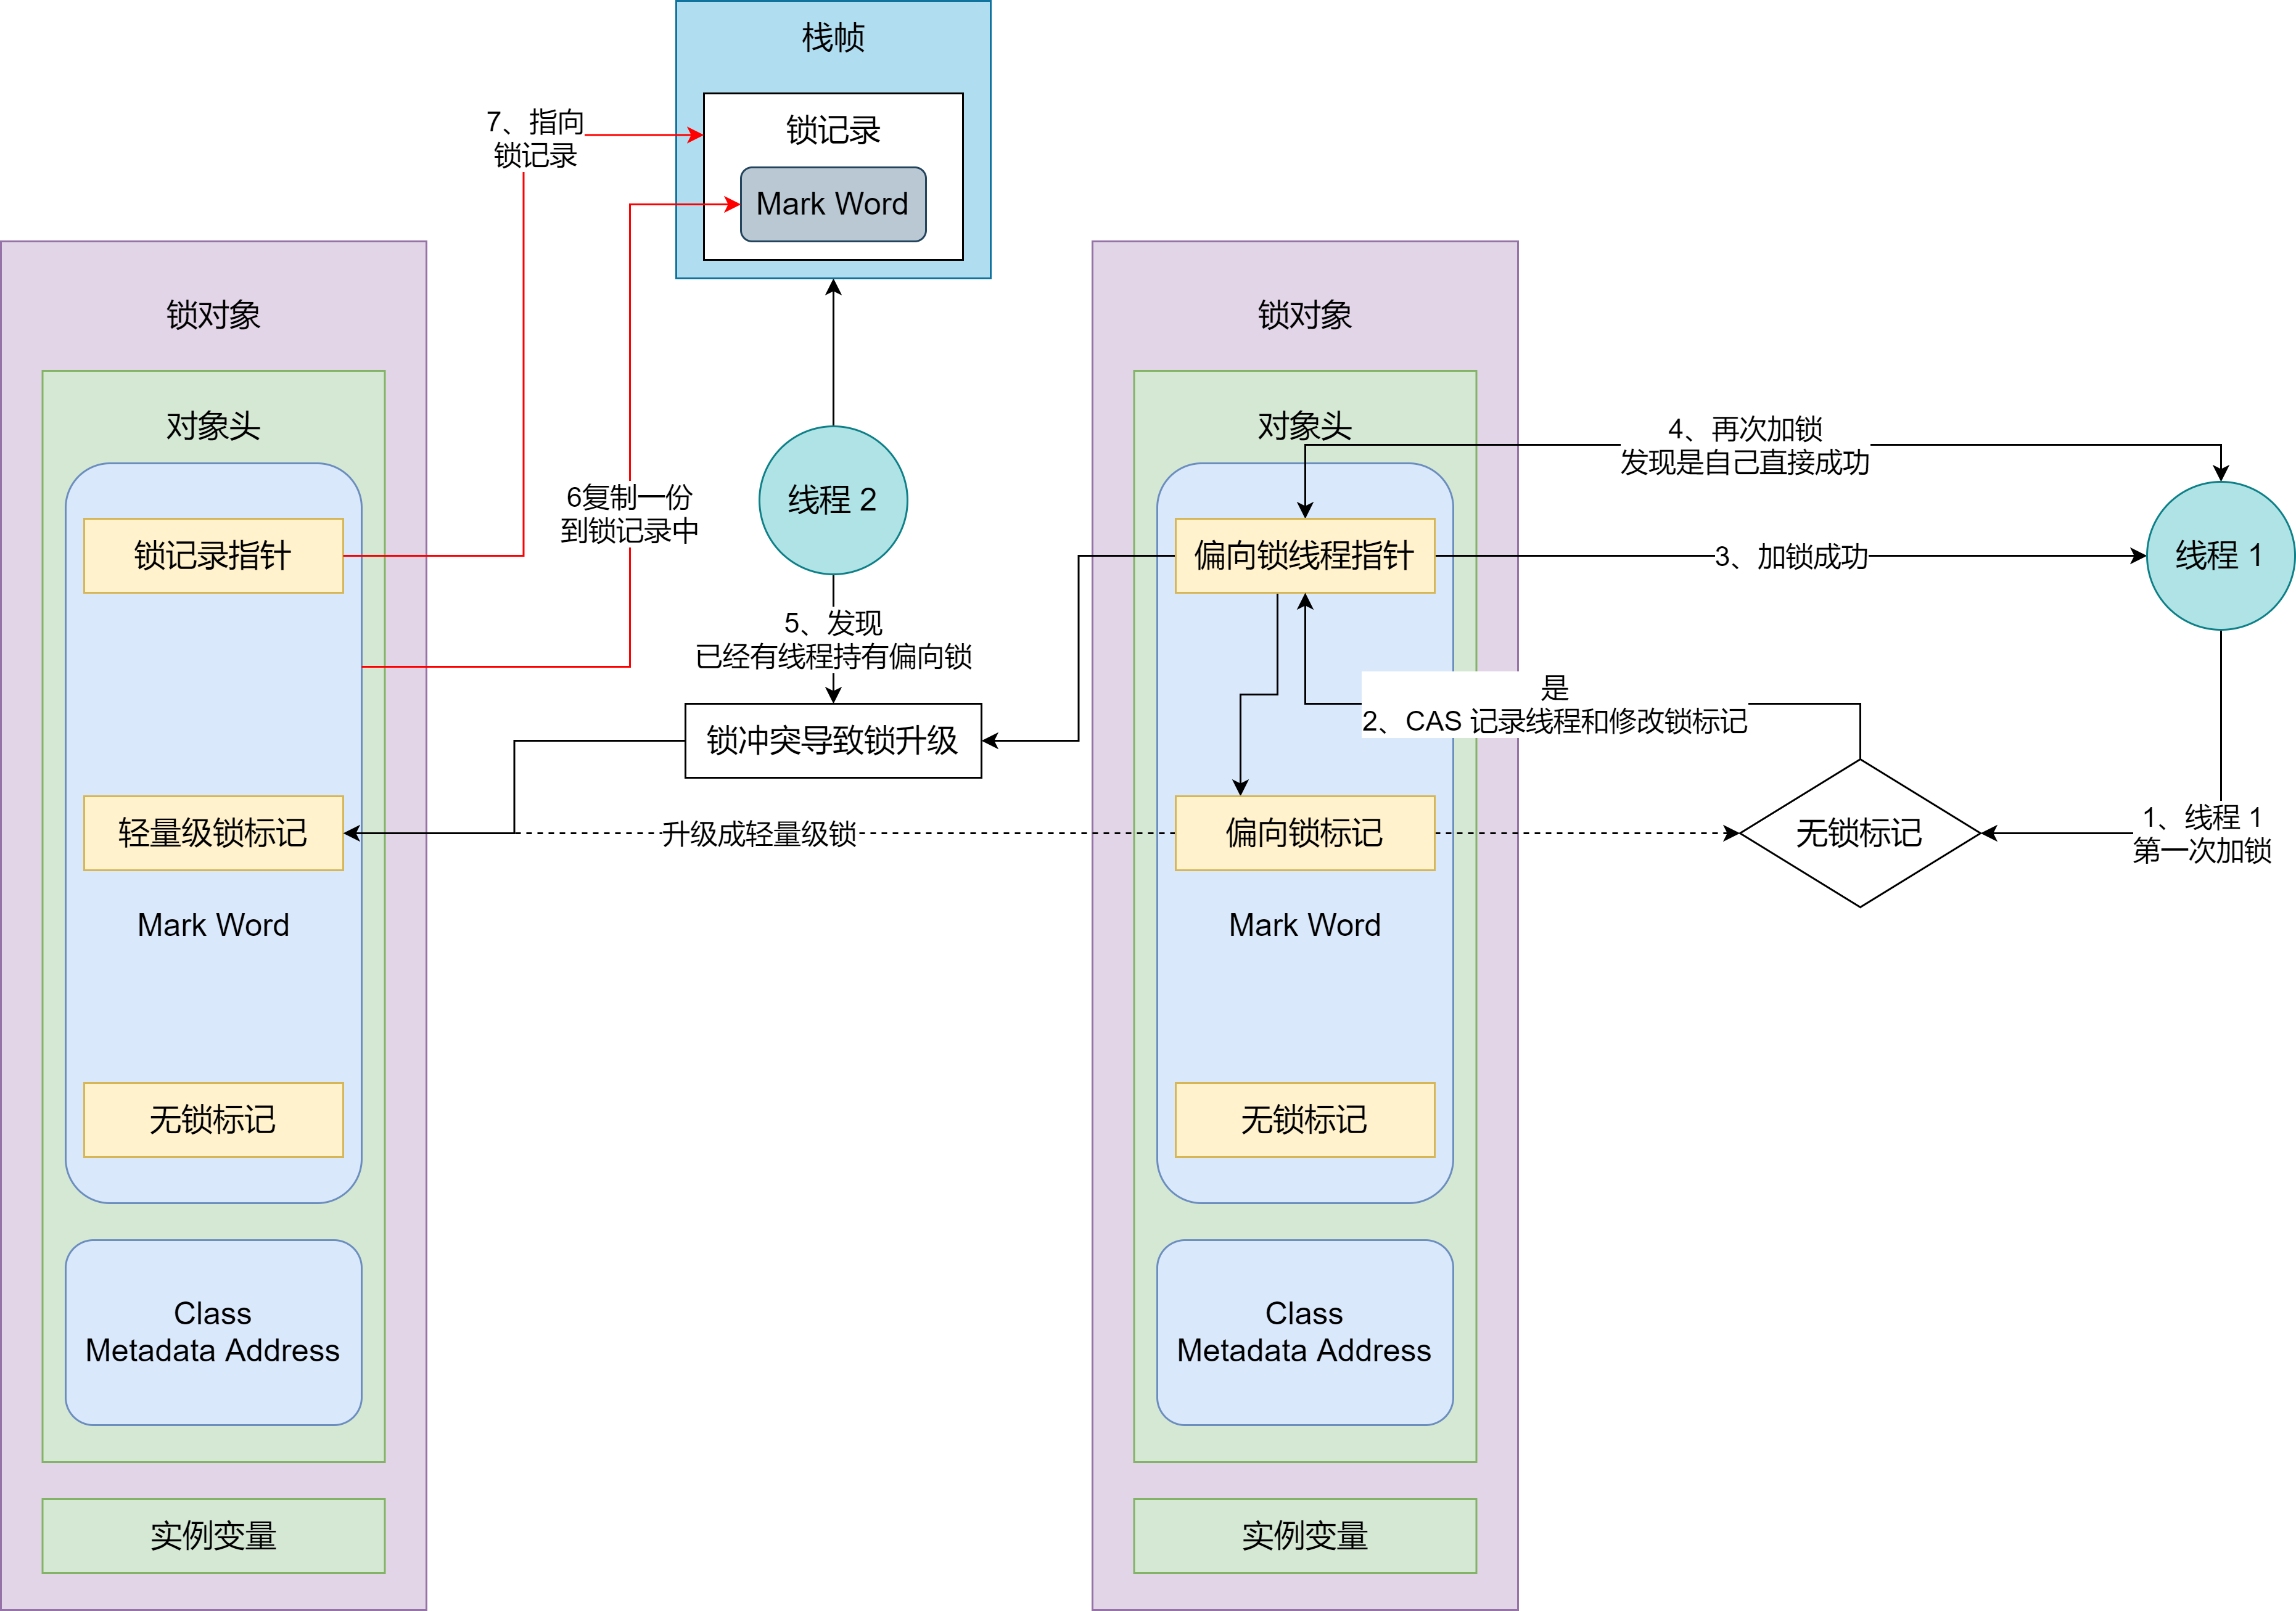 栈帧
锁记录
Mark Word
7、指向
锁记录
6复制一份
到锁记录中
线程 2
5、发现
已经有线程持有偏向锁
锁冲突导致锁升级
升级成轻量级锁
锁对象
对象头
锁记录指针
轻量级锁标记
Mark Word
无锁标记
Class
Metadata Address
实例变量
锁对象
对象头
偏向锁线程指针
偏向锁标记
Mark Word
无锁标记
Class
Metadata Address
实例变量
4、再次加锁
发现是自己直接成功
3、加锁成功
线程 1
是
2、CAS 记录线程和修改锁标记
无锁标记
1、线程 1
第一次加锁